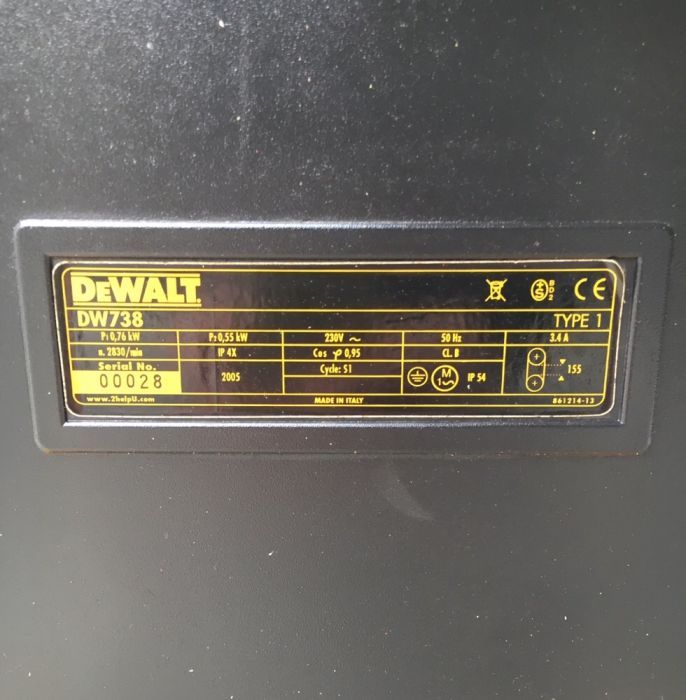 DEWALT
DW738 TYPE 1
P1 0,76 kW P2 0,55 kW 230V ~ 50 Hz 3.4 A
n. 2830/min IP 4X Cos φ 0,95 CL. B
Serial No. 00028 2005 Cycle: S1 M 1~ IP 54 155
www.2helpU.com MADE IN ITALY 861214-13
CE